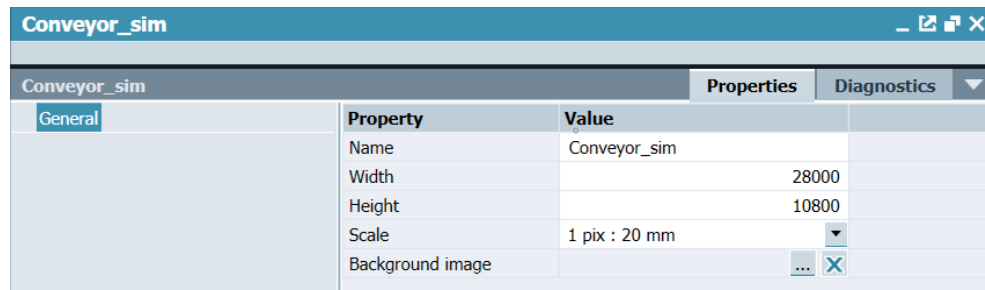 Conveyor_sim
Conveyor_sim Properties Diagnostics
General
Property Value
Name Conveyor_sim
Width 28000
Height 10800
Scale 1 pix : 20 mm
Background image ...